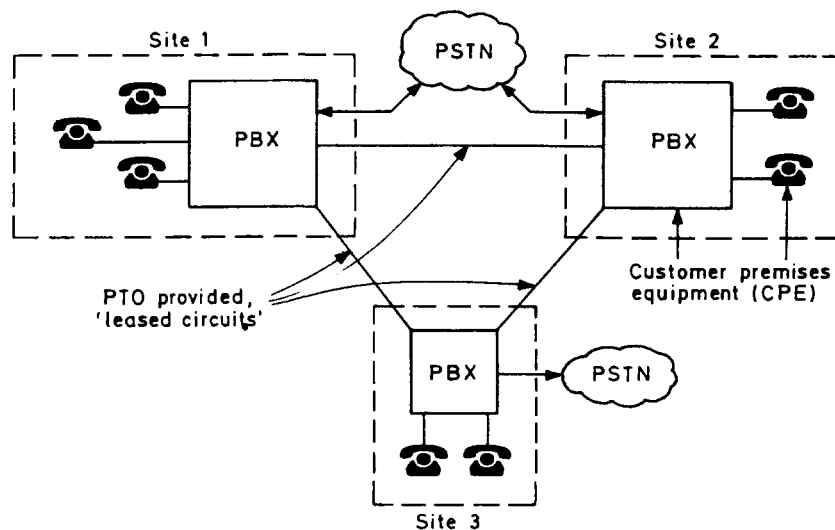 Site 1
PSTN
Site 2
PBX
PBX
PTO provided,
'leased circuits'
Customer premises
equipment (CPE)
PBX
PSTN
Site 3